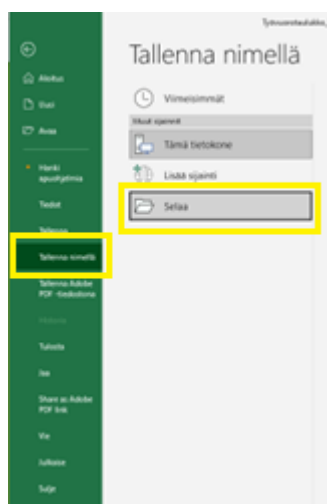 Työvuorotaulukko,
Tallenna nimellä
Aloitus
Uusi
Avaa
Hanki
apuohjelmia
Tiedot
Tallenna
Tallenna nimellä
Tallenna Adobe
PDF -tiedostona
Historia
Tulosta
Jaa
Share as Adobe
PDF link
Vie
Julkaise
Sulje
Viimeisimmät
Muut sijainnit
Tämä tietokone
Lisää sijainti
Selaa